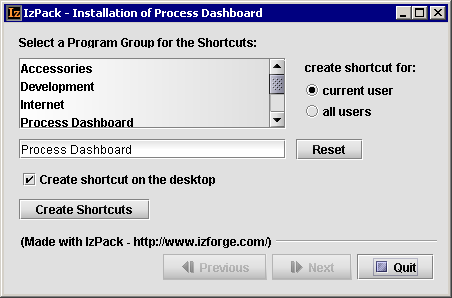 IzPack - Installation of Process Dashboard
Select a Program Group for the Shortcuts:
Accessories
Development
Internet
Process Dashboard
create shortcut for:
current user
all users
Process Dashboard
Reset
Create shortcut on the desktop
Create Shortcuts
(Made with IzPack - http://www.izforge.com/)
Previous
Next
Quit